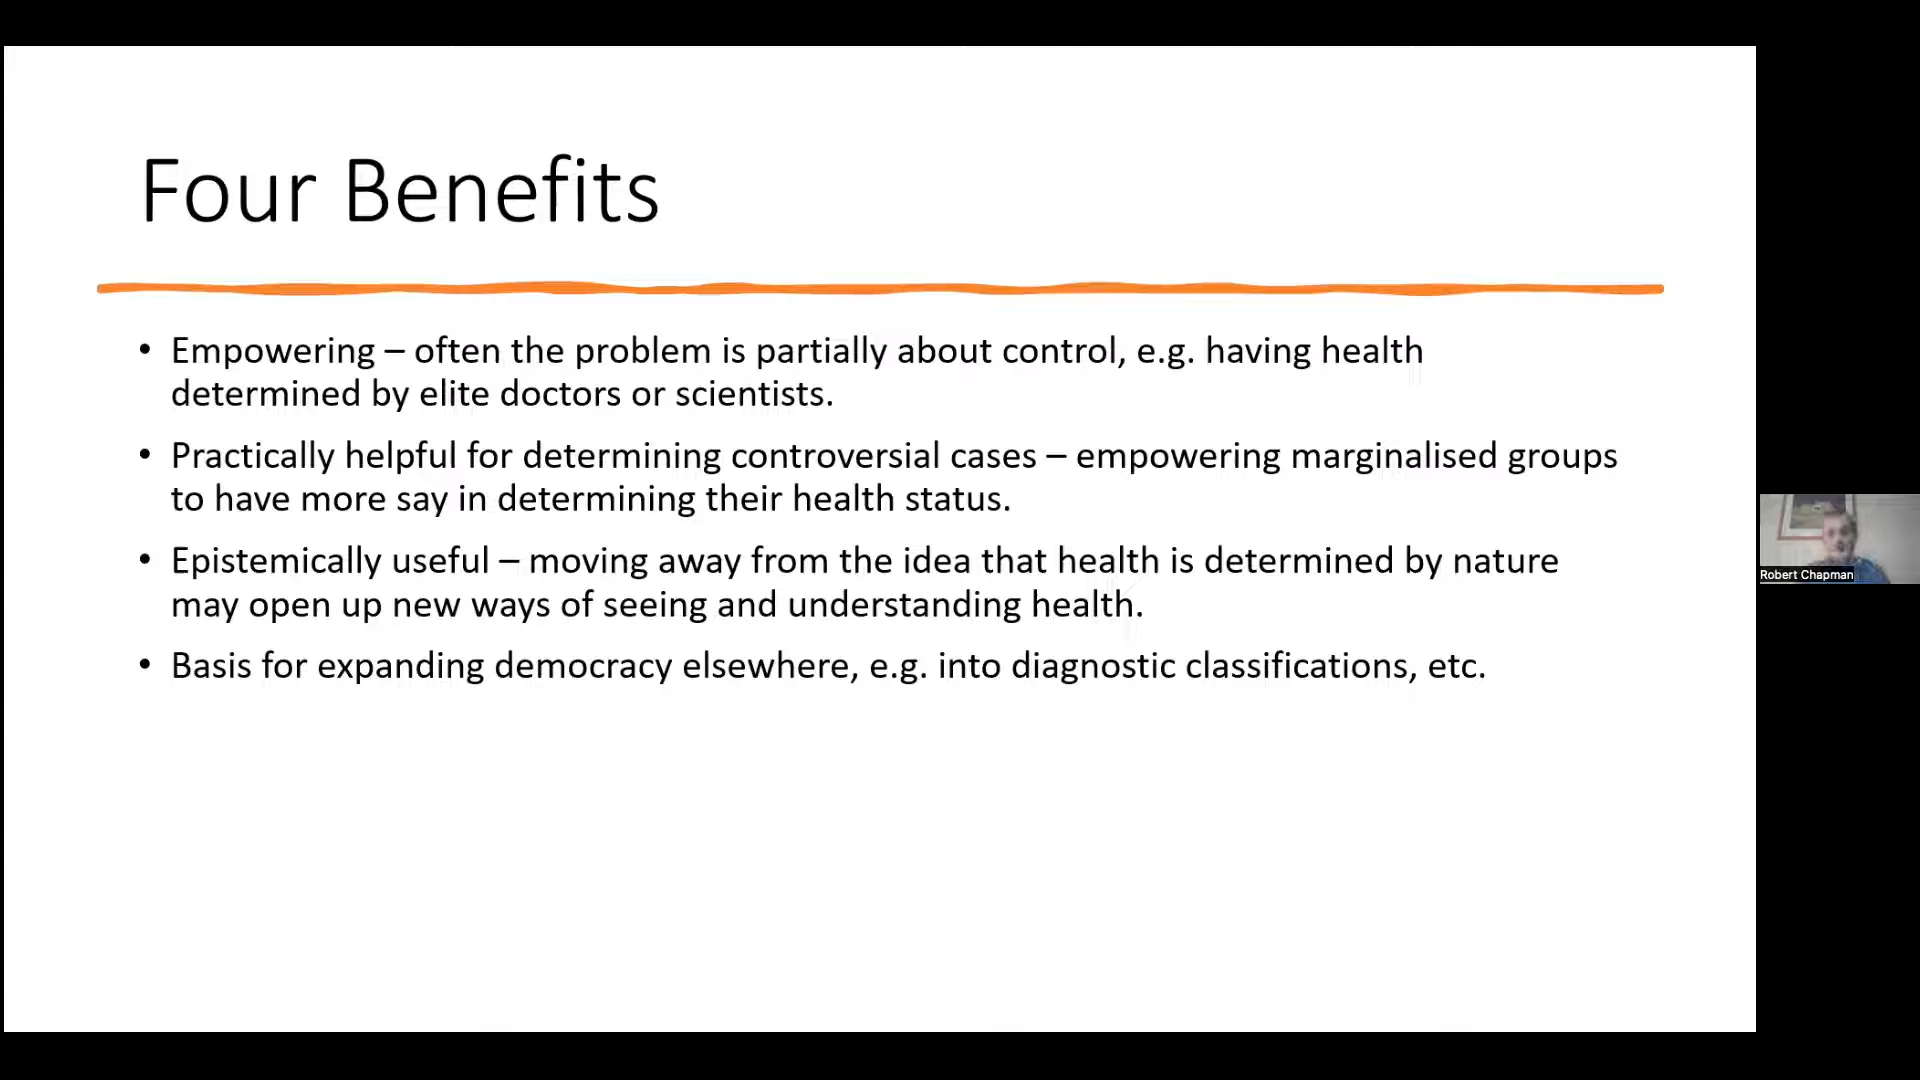 Four Benefits
• Empowering – often the problem is partially about control, e.g. having health
determined by elite doctors or scientists.
• Practically helpful for determining controversial cases – empowering marginalised groups
to have more say in determining their health status.
• Epistemically useful – moving away from the idea that health is determined by nature
may open up new ways of seeing and understanding health.
• Basis for expanding democracy elsewhere, e.g. into diagnostic classifications, etc.
Robert Chapman